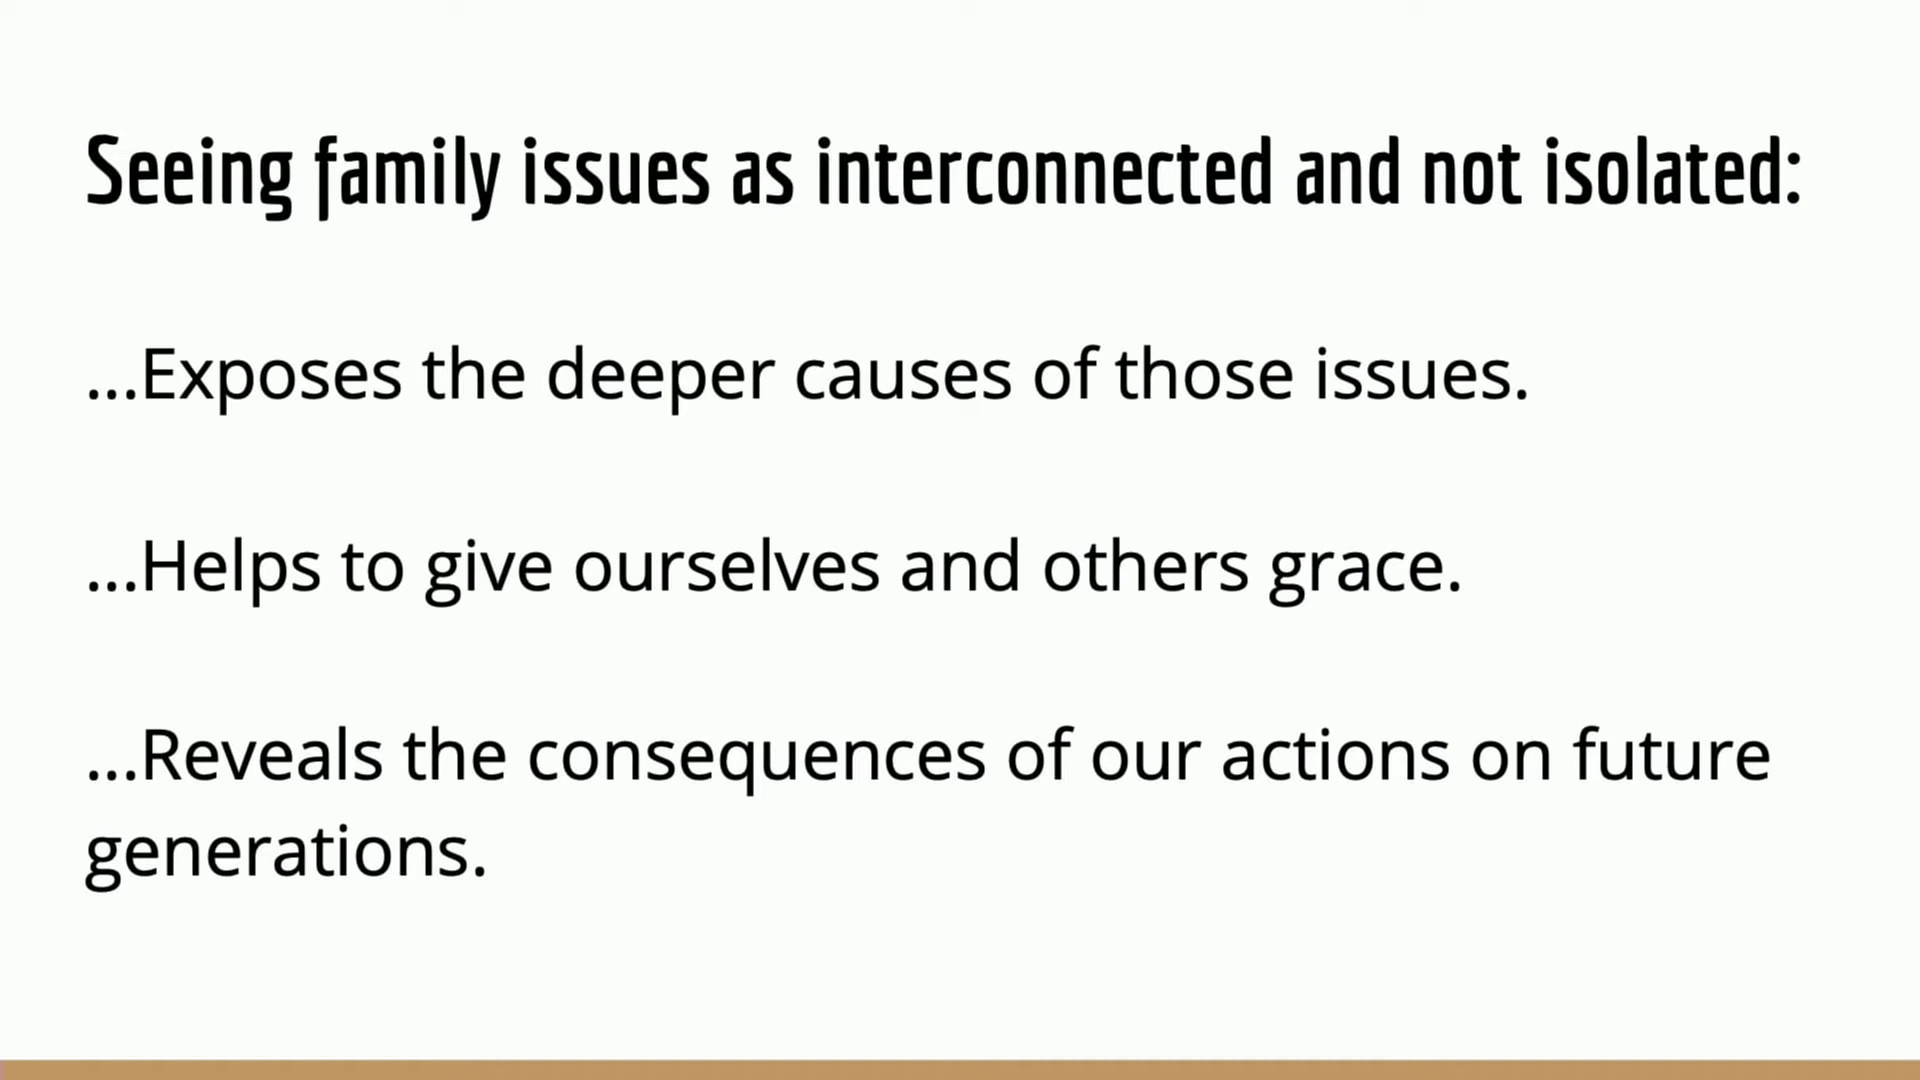 Seeing family issues as interconnected and not isolated:
...Exposes the deeper causes of those issues.
...Helps to give ourselves and others grace.
...Reveals the consequences of our actions on future
generations.